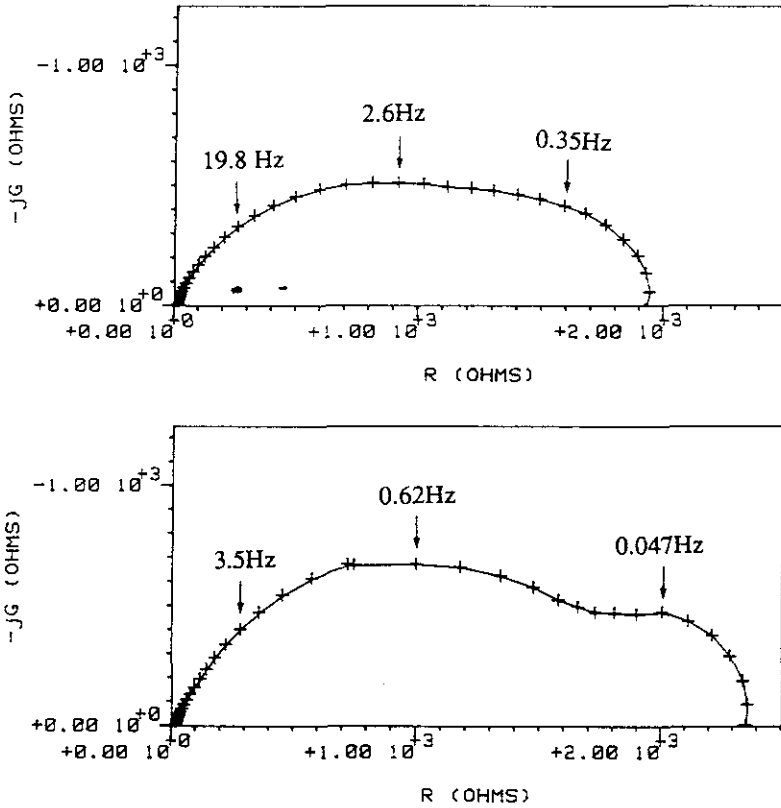 -1.00 10+3
2.6Hz
0.35Hz
19.8 Hz
-jG (OHMS)
+0.00 10+0
+0.00 10+0
+1.00 10+3
+2.00 10+3
R (OHMS)
-1.00 10+3
0.62Hz
0.047Hz
3.5Hz
-jG (OHMS)
+0.00 10+0
+0.00 10+0
+1.00 10+3
+2.00 10+3
R (OHMS)